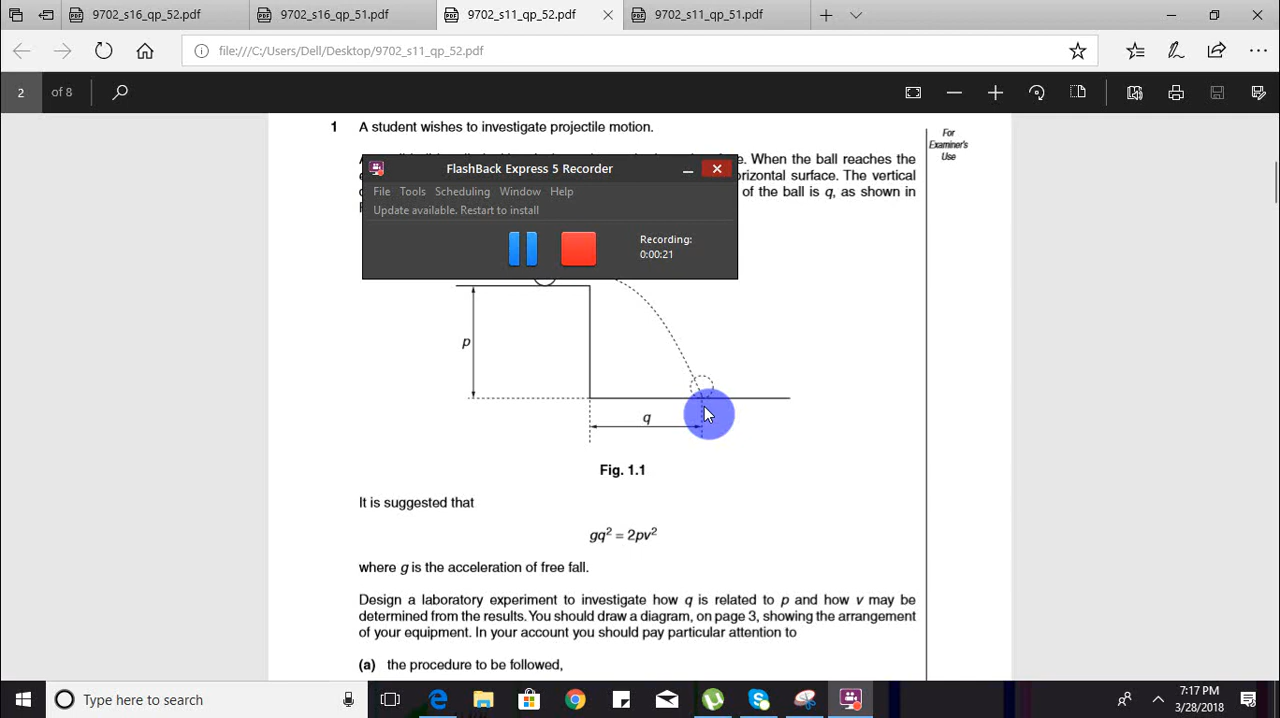 9702_s16_qp_52.pdf
9702_s16_qp_51.pdf
9702_s11_qp_52.pdf
9702_s11_qp_51.pdf
file:///C:/Users/Dell/Desktop/9702_s11_qp_52.pdf
2 of 8
1 A student wishes to investigate projectile motion.
For
Examiner's
Use
When the ball reaches the
horizontal surface. The vertical
of the ball is q, as shown in
FlashBack Express 5 Recorder
File Tools Scheduling Window Help
Update available. Restart to install
Recording:
0:00:21
p
q
Fig. 1.1
It is suggested that
gq² = 2pv²
where g is the acceleration of free fall.
Design a laboratory experiment to investigate how q is related to p and how v may be
determined from the results. You should draw a diagram, on page 3, showing the arrangement
of your equipment. In your account you should pay particular attention to
(a) the procedure to be followed,
Type here to search
7:17 PM
3/28/2018